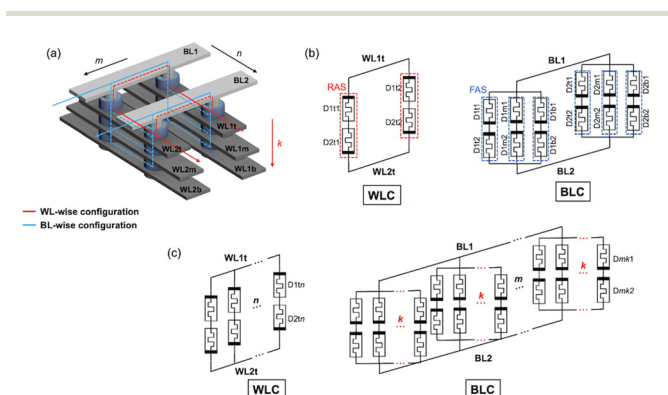 (a)
m
n
BL1
BL2
WL1t
WL2t
WL1m
WL2m
WL1b
WL2b
k
WL-wise configuration
BL-wise configuration
(b)
WL1t
RAS
D1t1
D2t1
D1t2
D2t2
WL2t
WLC
BL1
FAS
D1t1
D1t2
D1m1
D1m2
D1b1
D1b2
D2t1
D2t2
D2m1
D2m2
D2b1
D2b2
BL2
BLC
(c)
WL1t
n
...
D1tn
D2tn
WL2t
WLC
BL1
... k ...
... k ...
m
...
... k ...
Dmk1
Dmk2
BL2
BLC